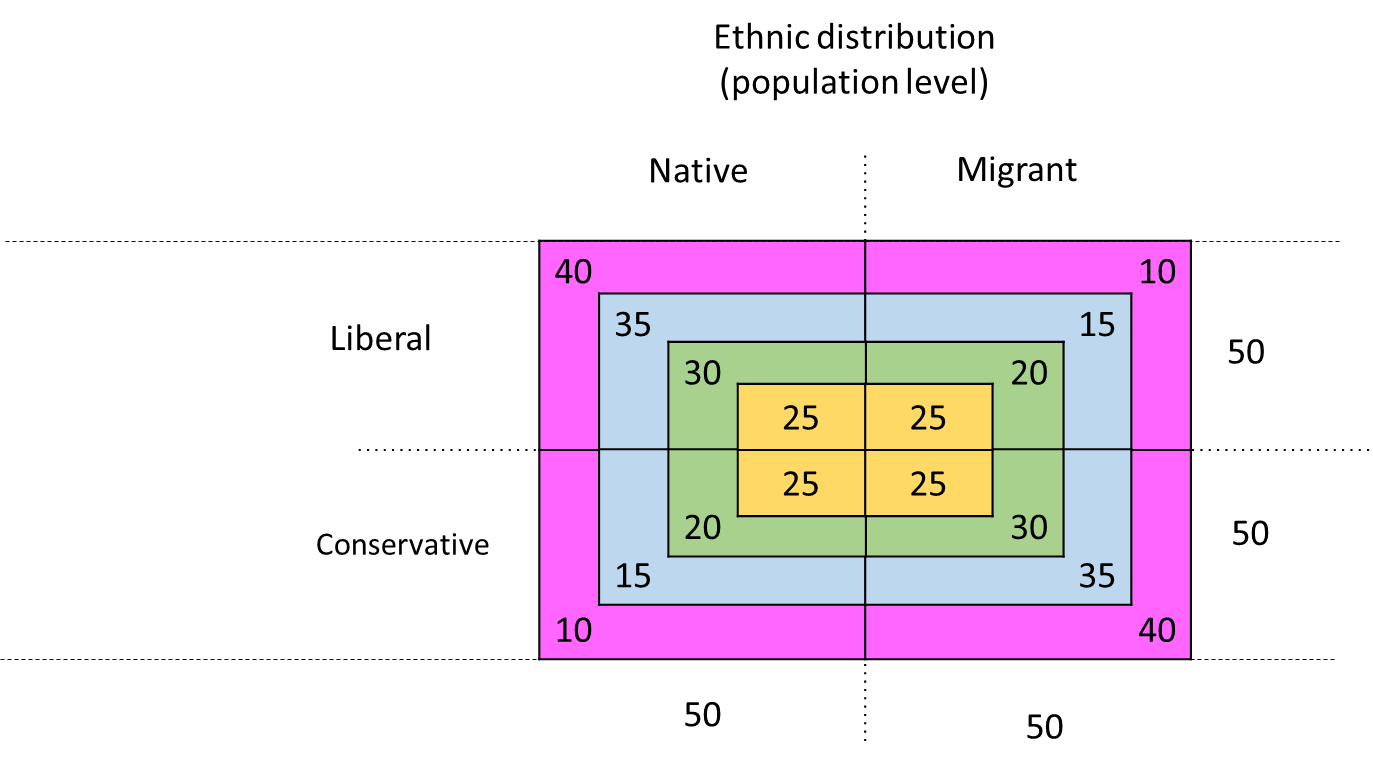 Ethnic distribution
(population level)
Native Migrant
40 10
35 15
Liberal
50
30 20
25 25
25 25
20 30
Conservative
50
15 35
10 40
50 50